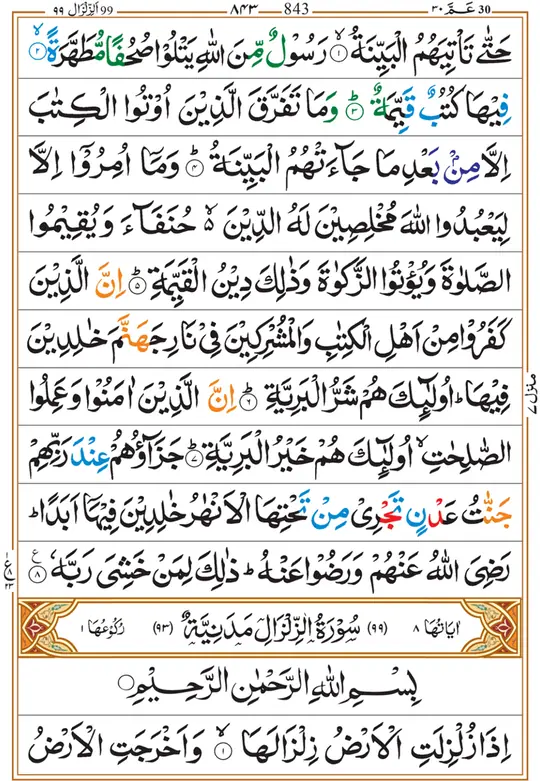 30 عَمَّ ٣٠ 843 ٨٤٣ 99 اَلزِّلْزَال ٩٩
حَتّٰى تَاْتِيَهُمُ الْبَيِّنَةُ ۙ‏ ١ رَسُوْلٌ مِّنَ اللّٰهِ يَتْلُوْا صُحُفًا مُّطَهَّرَةً ۙ‏ ٢
فِيْهَا كُتُبٌ قَيِّمَةٌ ؕ‏ ٣ وَمَا تَفَرَّقَ الَّذِيْنَ اُوْتُوا الْكِتٰبَ
اِلَّا مِنْۢ بَعْدِ مَا جَآءَتْهُمُ الْبَيِّنَةُ ؕ‏ ٤ وَمَاۤ اُمِرُوْۤا اِلَّا
لِيَعْبُدُوا اللّٰهَ مُخْلِصِيْنَ لَهُ الدِّيْنَ ۙ۬ حُنَفَآءَ وَيُقِيْمُوا
الصَّلٰوةَ وَيُؤْتُوا الزَّكٰوةَ وَذٰلِكَ دِيْنُ الْقَيِّمَةِ ؕ‏ ٥ اِنَّ الَّذِيْنَ
كَفَرُوْا مِنْ اَهْلِ الْكِتٰبِ وَالْمُشْرِكِيْنَ فِىْ نَارِ جَهَنَّمَ خٰلِدِيْنَ
فِيْهَا ؕ اُولٰٓئِكَ هُمْ شَرُّ الْبَرِيَّةِ ؕ‏ ٦ اِنَّ الَّذِيْنَ اٰمَنُوْا وَعَمِلُوا
الصّٰلِحٰتِ ۙ اُولٰٓئِكَ هُمْ خَيْرُ الْبَرِيَّةِ ؕ‏ ٧ جَزَآؤُهُمْ عِنْدَ رَبِّهِمْ
جَنّٰتُ عَدْنٍ تَجْرِىْ مِنْ تَحْتِهَا الْاَنْهٰرُ خٰلِدِيْنَ فِيْهَاۤ اَبَدًا ؕ
رَضِىَ اللّٰهُ عَنْهُمْ وَرَضُوْا عَنْهُ ؕ ذٰلِكَ لِمَنْ خَشِىَ رَبَّهٗ ٨ ع
اٰيَاتُهَا ٨ (٩٩) سُوْرَةُ الزِّلْزَالِ مَدَنِيَّةٌ (٩٣) رُكُوْعُهَا ١
بِسْمِ اللّٰهِ الرَّحْمٰنِ الرَّحِيْمِ
اِذَا زُلْزِلَتِ الْاَرْضُ زِلْزَالَهَا ۙ‏ ١ وَاَخْرَجَتِ الْاَرْضُ
منزل ٧